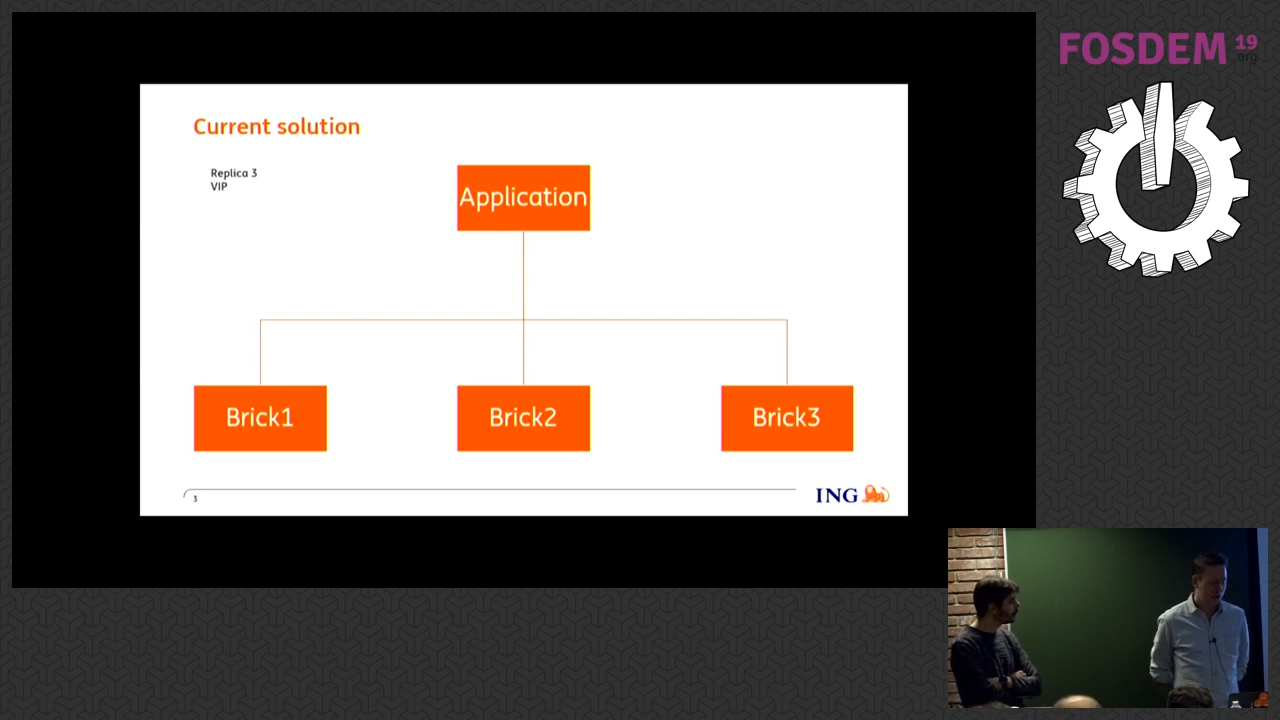 FOSDEM 19
.org
Current solution
Replica 3
VIP
Application
Brick1
Brick2
Brick3
3
ING